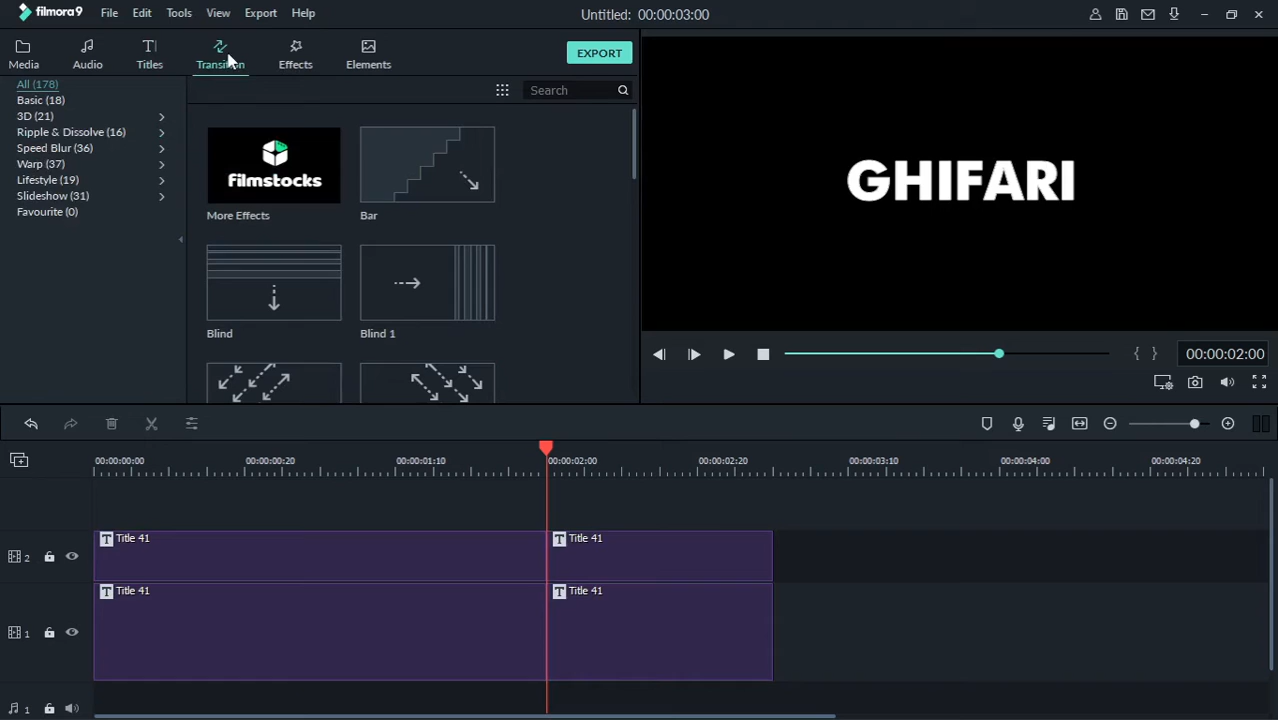 filmora9 File Edit Tools View Export Help Untitled: 00:00:03:00
Media Audio Titles Transition Effects Elements EXPORT
All (178)
Basic (18)
3D (21)
Ripple & Dissolve (16)
Speed Blur (36)
Warp (37)
Lifestyle (19)
Slideshow (31)
Favourite (0)
Search
filmstocks
More Effects Bar
Blind Blind 1
GHIFARI
{ } 00:00:02:00
00:00:00:00 00:00:00:20 00:00:01:10 00:00:02:00 00:00:02:20 00:00:03:10 00:00:04:00 00:00:04:20
2 T Title 41 T Title 41
1 T Title 41 T Title 41
1